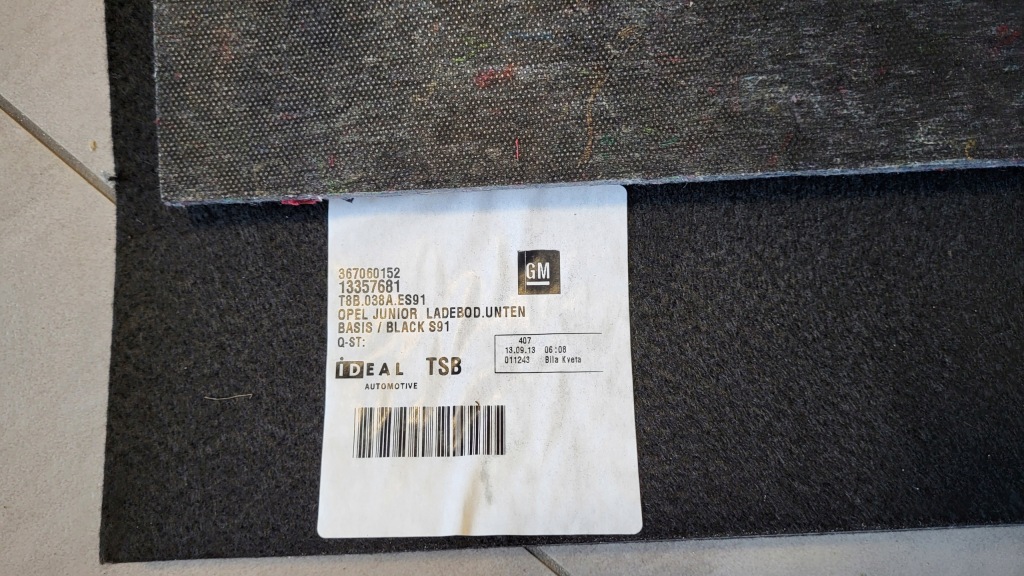 367060152
13357681
T8B.038A.ES91
OPEL JUNIOR LADEBOD.UNTEN
BASIS / BLACK S91
Q-ST:
GM
407
13.09.13 06:08
011243 Bila Kveta
iDEAL TSB
AUTOMOTIVE